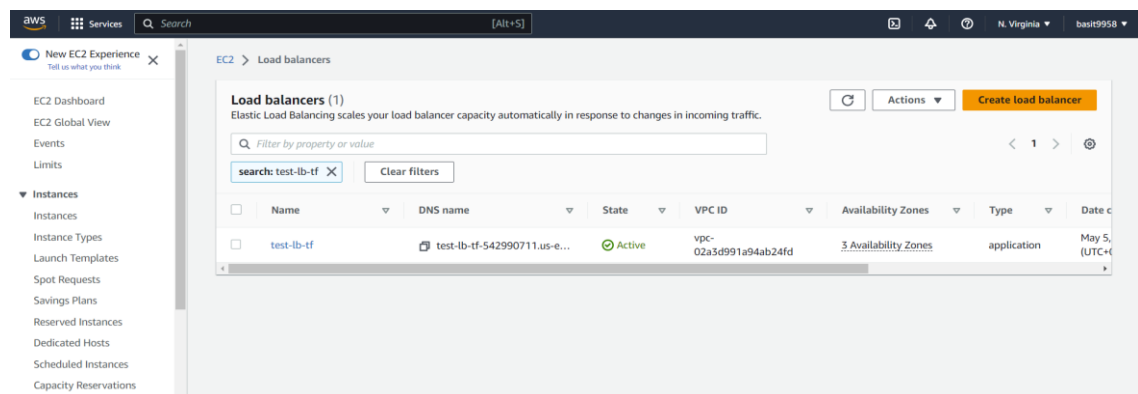 aws
Services
Search
[Alt+S]
N. Virginia ▼
basit9958 ▼
New EC2 Experience
Tell us what you think
EC2 Dashboard
EC2 Global View
Events
Limits
Instances
Instances
Instance Types
Launch Templates
Spot Requests
Savings Plans
Reserved Instances
Dedicated Hosts
Scheduled Instances
Capacity Reservations
EC2 > Load balancers
Load balancers (1)
Elastic Load Balancing scales your load balancer capacity automatically in response to changes in incoming traffic.
Actions ▼
Create load balancer
Filter by property or value
1
search: test-lb-tf
Clear filters
Name DNS name State VPC ID Availability Zones Type Date c
test-lb-tf test-lb-tf-542990711.us-e... Active vpc-02a3d991a94ab24fd 3 Availability Zones application May 5, (UTC+0